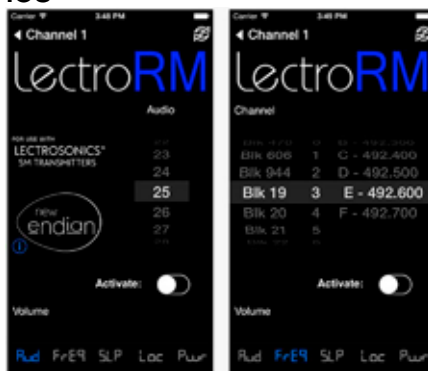 Carrier 3:48 PM
Channel 1
LectroRM
Audio
FOR USE WITH
LECTROSONICS®
SM TRANSMITTERS
23
24
25
26
27
new
endian
Activate:
Volume
Aud FrEq SLP Loc Pwr
Carrier 3:48 PM
Channel 1
LectroRM
Channel
Blk 606 1 C - 492.400
Blk 944 2 D - 492.500
Blk 19 3 E - 492.600
Blk 20 4 F - 492.700
Blk 21 5
Activate:
Volume
Aud FrEq SLP Loc Pwr